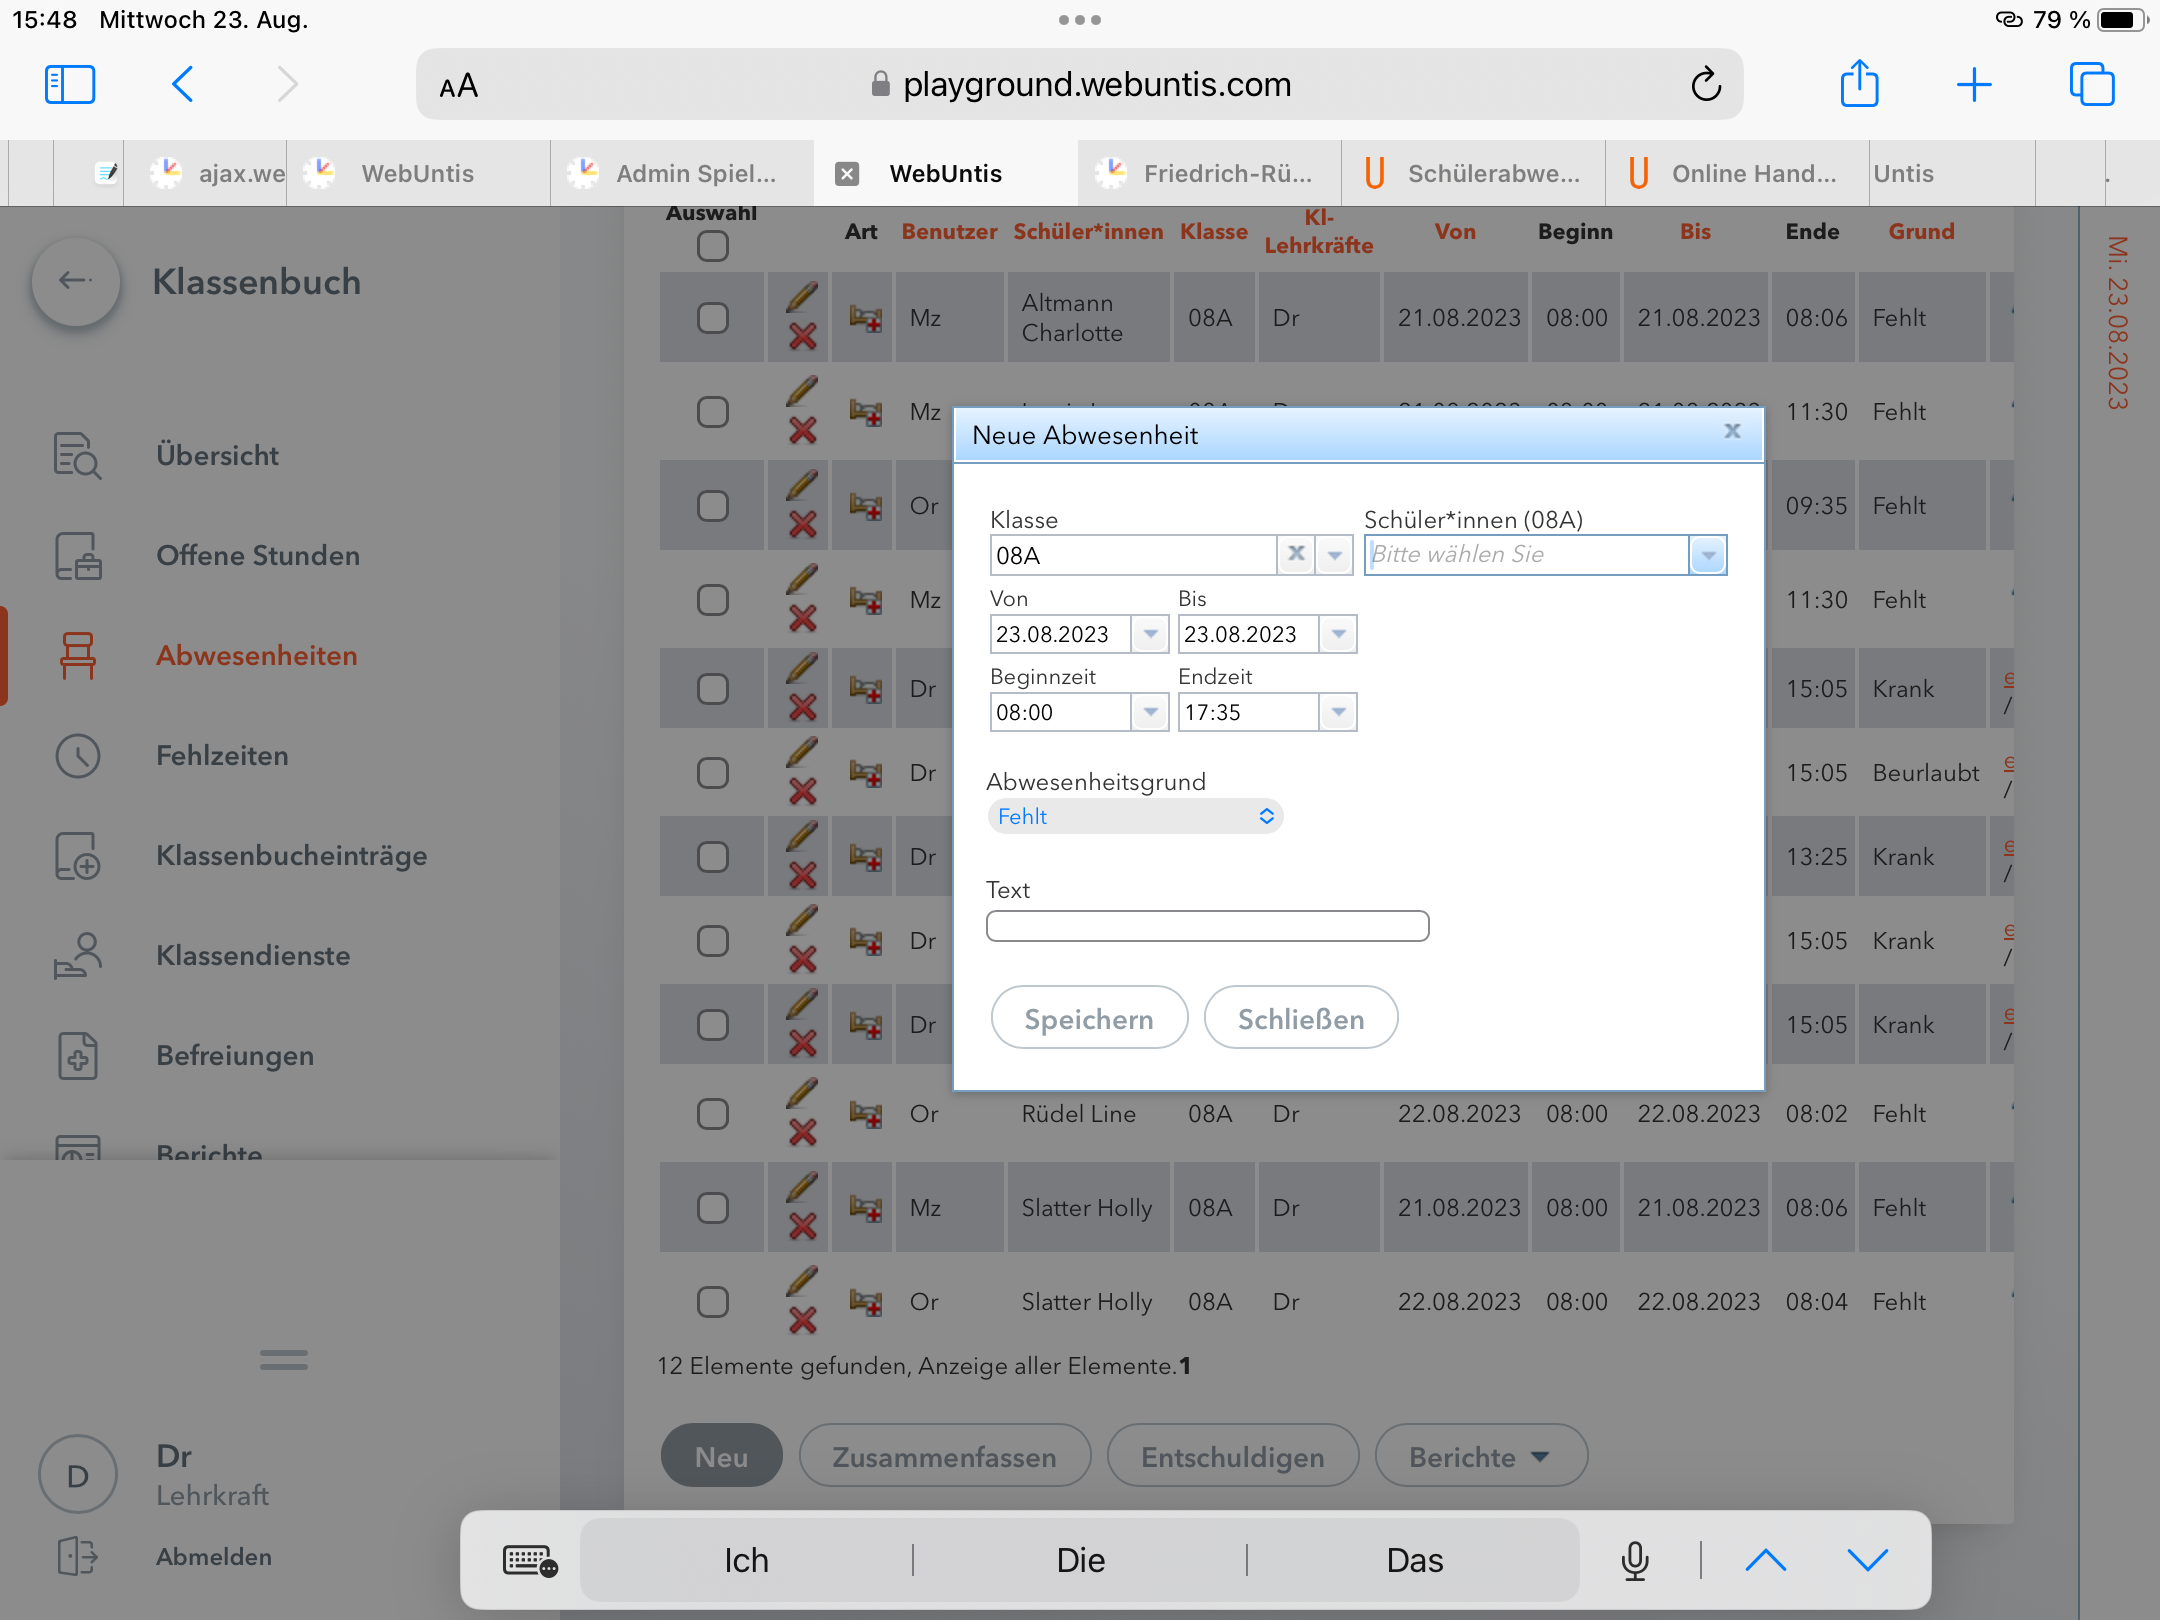 15:48 Mittwoch 23. Aug.
79 %
AA playground.webuntis.com
ajax.we WebUntis Admin Spiel... WebUntis Friedrich-Rü... Schülerabwe... Online Hand... Untis
Klassenbuch
Übersicht
Offene Stunden
Abwesenheiten
Fehlzeiten
Klassenbucheinträge
Klassendienste
Befreiungen
Berichte
D Dr
Lehrkraft
Abmelden
Auswahl Art Benutzer Schüler*innen Klasse Kl-Lehrkräfte Von Beginn Bis Ende Grund
Mz Altmann Charlotte 08A Dr 21.08.2023 08:00 21.08.2023 08:06 Fehlt
Mz 11:30 Fehlt
Or 09:35 Fehlt
Mz 11:30 Fehlt
Dr 15:05 Krank e /
Dr 15:05 Beurlaubt e /
Dr 13:25 Krank e /
Dr 15:05 Krank e /
Dr 15:05 Krank e /
Or Rüdel Line 08A Dr 22.08.2023 08:00 22.08.2023 08:02 Fehlt
Mz Slatter Holly 08A Dr 21.08.2023 08:00 21.08.2023 08:06 Fehlt
Or Slatter Holly 08A Dr 22.08.2023 08:00 22.08.2023 08:04 Fehlt
12 Elemente gefunden, Anzeige aller Elemente.1
Neu Zusammenfassen Entschuldigen Berichte
Neue Abwesenheit
Klasse Schüler*innen (08A)
08A Bitte wählen Sie
Von Bis
23.08.2023 23.08.2023
Beginnzeit Endzeit
08:00 17:35
Abwesenheitsgrund
Fehlt
Text
Speichern Schließen
Mi. 23.08.2023
Ich Die Das